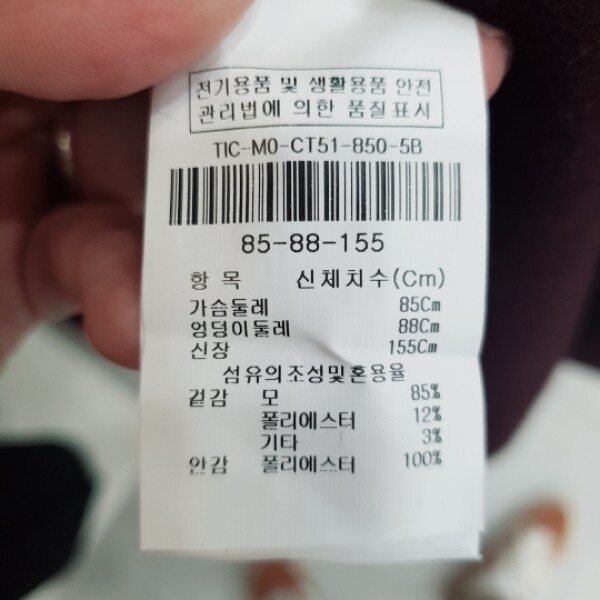 전기용품 및 생활용품 안전
관리법에 의한 품질표시
TIC-MO-CT51-850-5B
85-88-155
항 목 신체치수(Cm)
가슴둘레 85Cm
엉덩이둘레 88Cm
신장 155Cm
섬유의조성및혼용율
겉감 모 85%
폴리에스터 12%
기타 3%
안감 폴리에스터 100%